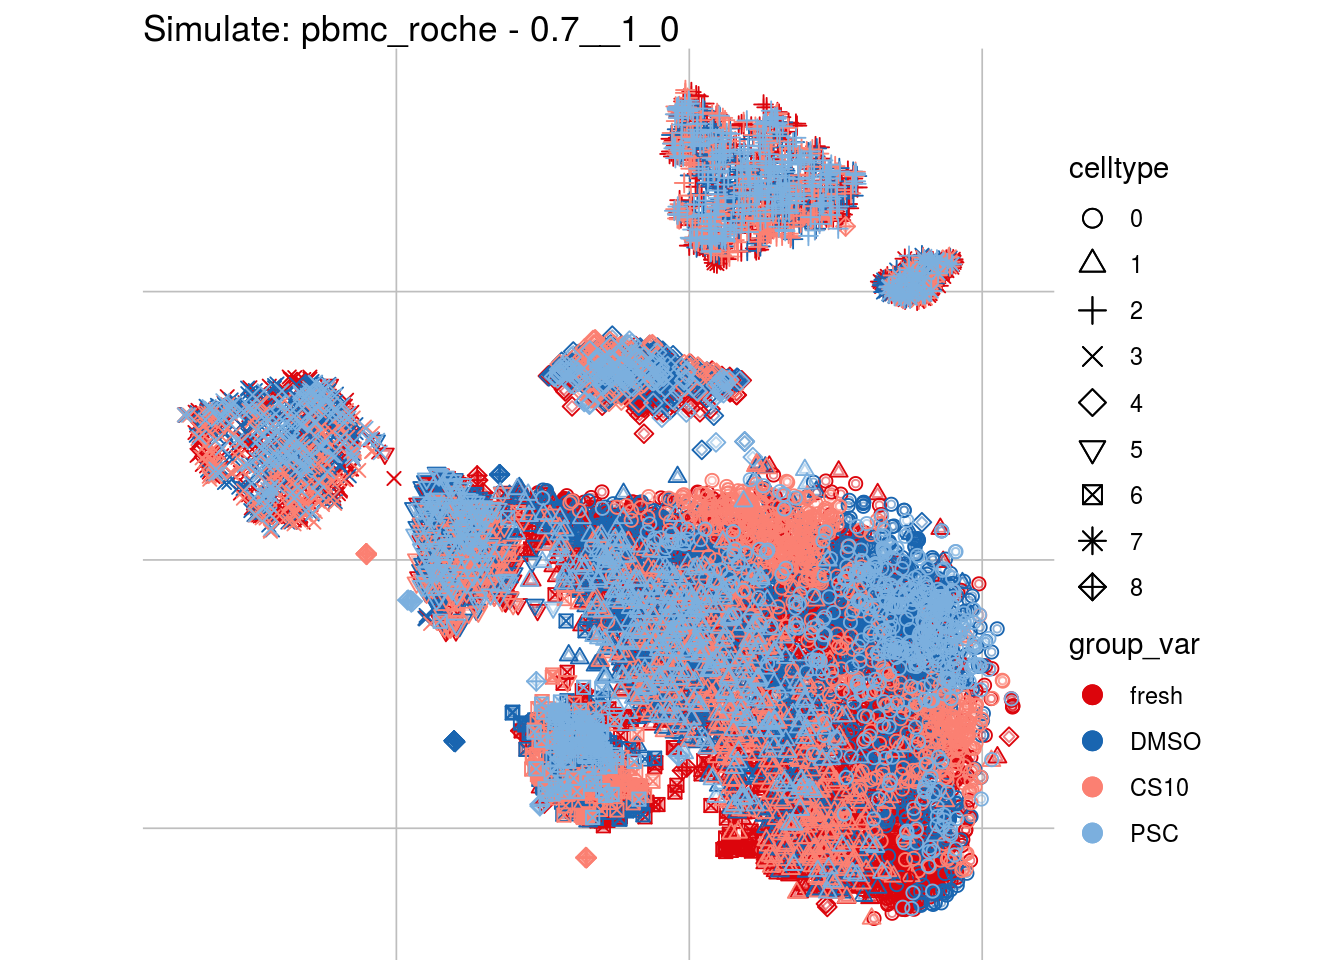 Simulate: pbmc_roche - 0.7__1_0
celltype
0
1
2
3
4
5
6
7
8
group_var
fresh
DMSO
CS10
PSC